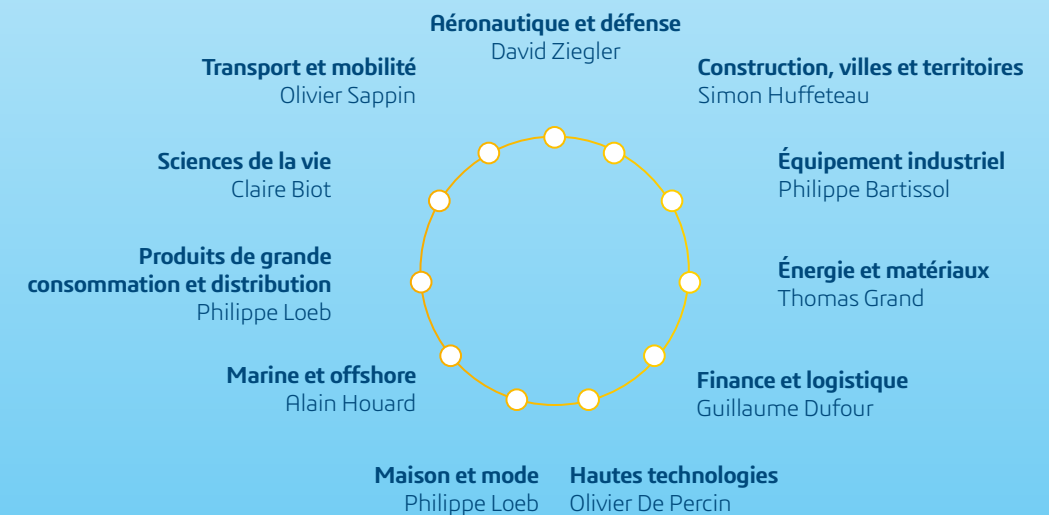 Aéronautique et défense
David Ziegler
Transport et mobilité
Olivier Sappin
Construction, villes et territoires
Simon Huffeteau
Sciences de la vie
Claire Biot
Équipement industriel
Philippe Bartissol
Produits de grande
consommation et distribution
Philippe Loeb
Énergie et matériaux
Thomas Grand
Marine et offshore
Alain Houard
Finance et logistique
Guillaume Dufour
Maison et mode
Philippe Loeb
Hautes technologies
Olivier De Percin